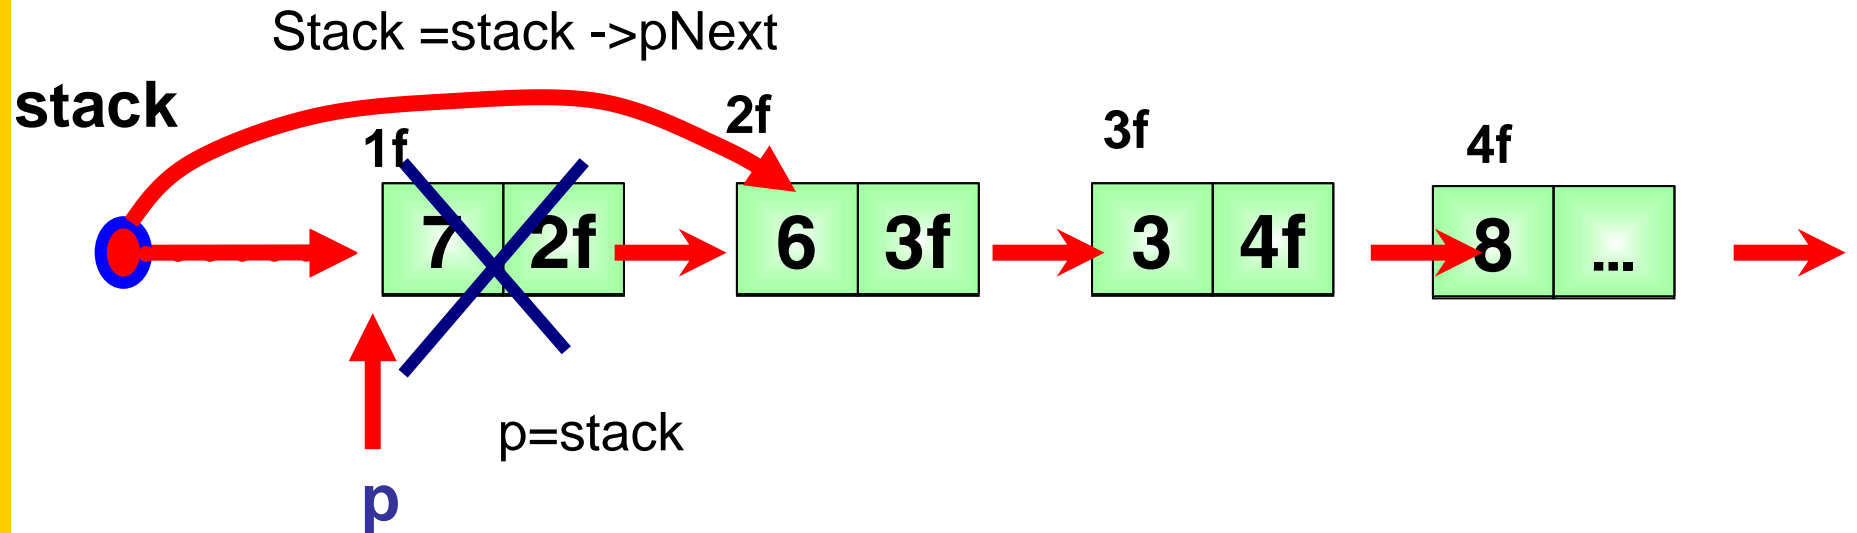 Stack =stack ->pNext
stack
1f
2f
3f
4f
7 2f
6 3f
3 4f
8 ...
p=stack
p